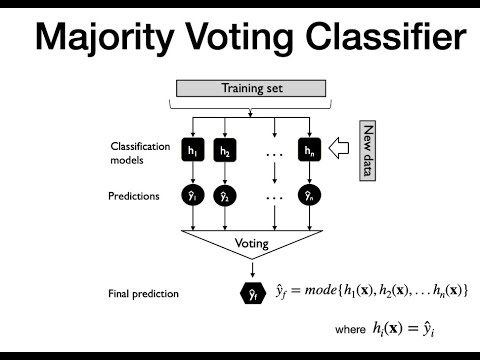 Majority Voting Classifier
Training set
Classification models
h₁ h₂ ... hₙ
New data
Predictions
ŷ₁ ŷ₂ ... ŷₙ
Voting
Final prediction
ŷf
ŷf = mode{h₁(x), h₂(x), . . . hₙ(x)}
where hᵢ(x) = ŷᵢ